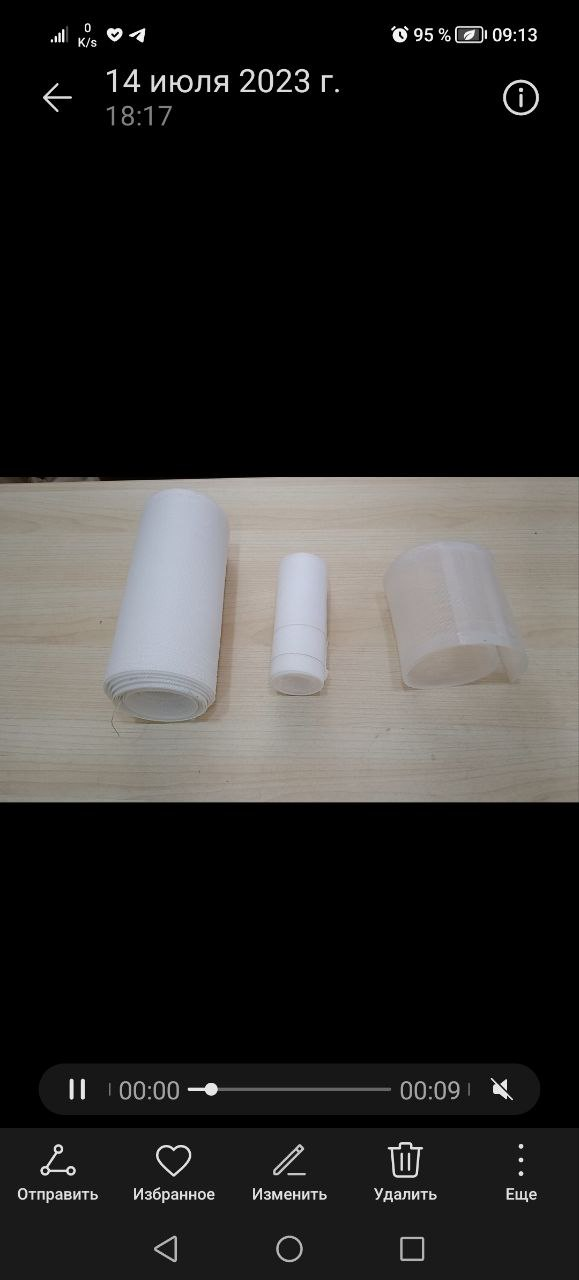 0
K/s
95 %
09:13
14 июля 2023 г.
18:17
00:00
00:09
Отправить
Избранное
Изменить
Удалить
Еще